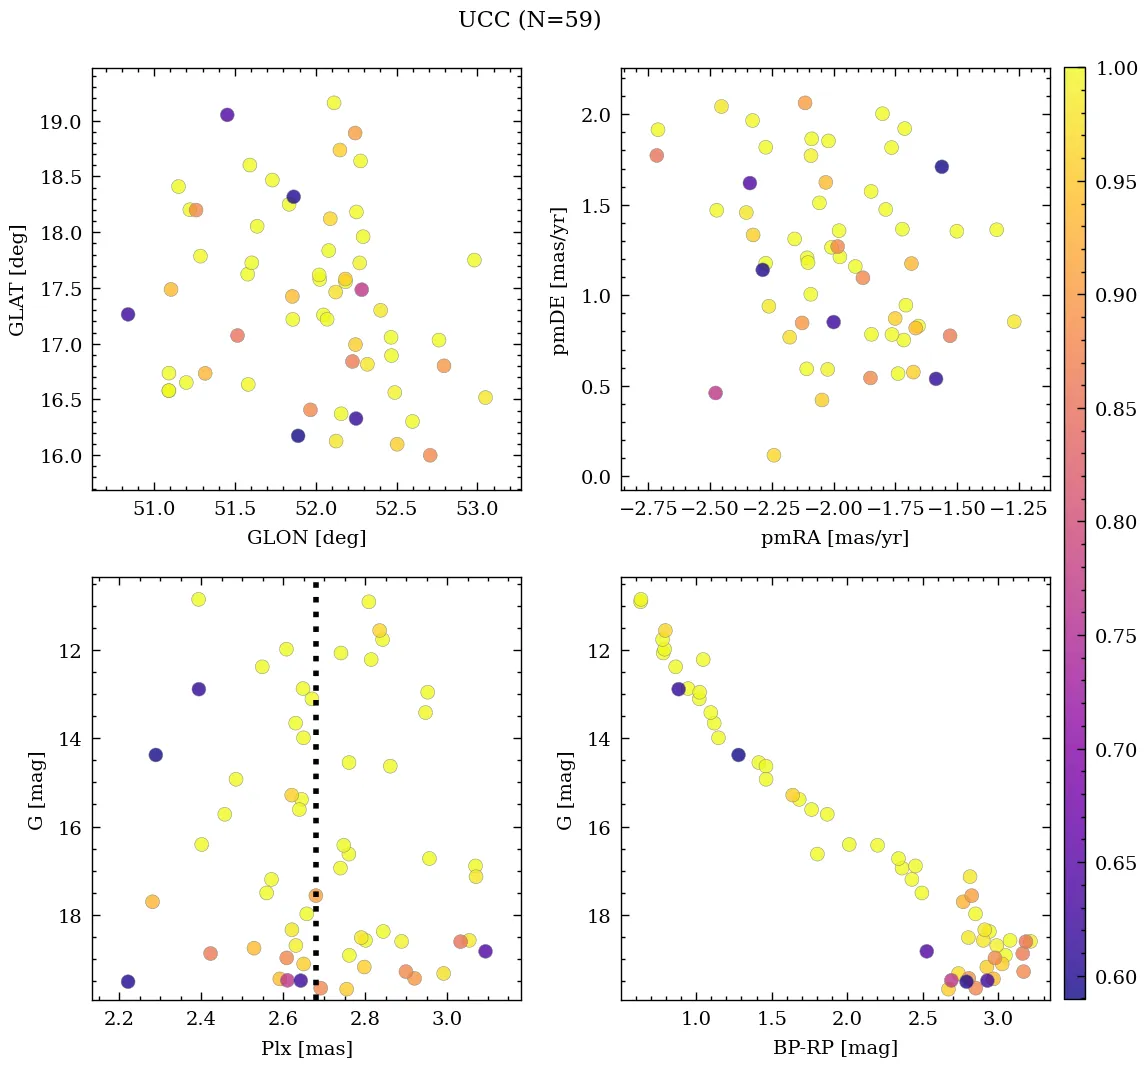 UCC (N=59)
19.0
18.5
18.0
17.5
17.0
16.5
16.0
GLAT [deg]
51.0 51.5 52.0 52.5 53.0
GLON [deg]
2.0
1.5
1.0
0.5
0.0
pmDE [mas/yr]
−2.75 −2.50 −2.25 −2.00 −1.75 −1.50 −1.25
pmRA [mas/yr]
12
14
16
18
G [mag]
2.2 2.4 2.6 2.8 3.0
Plx [mas]
12
14
16
18
G [mag]
1.0 1.5 2.0 2.5 3.0
BP-RP [mag]
1.00
0.95
0.90
0.85
0.80
0.75
0.70
0.65
0.60